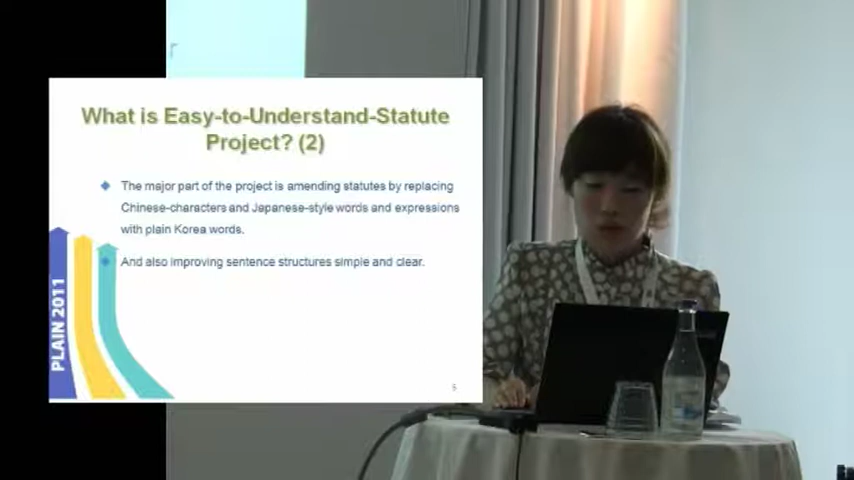 What is Easy-to-Understand-Statute
Project? (2)
The major part of the project is amending statutes by replacing
Chinese-characters and Japanese-style words and expressions
with plain Korea words.
And also improving sentence structures simple and clear.
PLAIN 2011
5